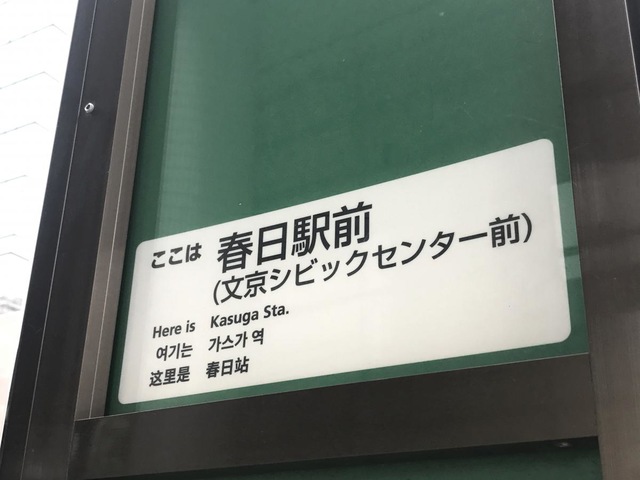 ここは 春日駅前
(文京シビックセンター前)
Here is Kasuga Sta.
여기는 가스가 역
这里是 春日站